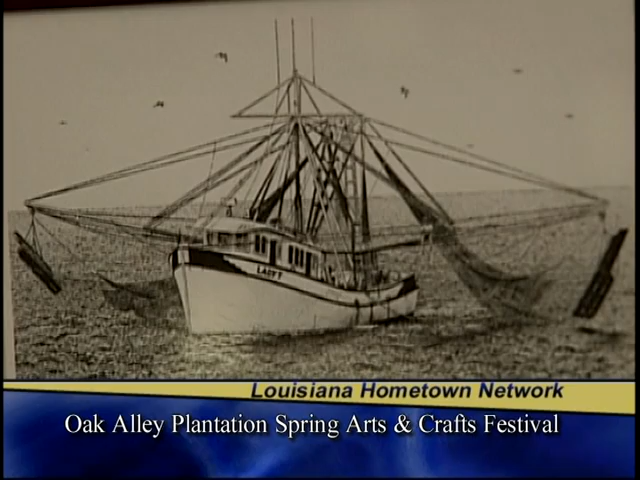 Louisiana Hometown Network
Oak Alley Plantation Spring Arts & Crafts Festival